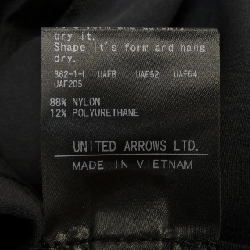 dry it.
Shape it's form and hang
dry.
362-1-1 UAF8 UAF52 UAF64
UAF205
88% NYLON
12% POLYURETHANE
UNITED ARROWS LTD.
MADE IN VIETNAM